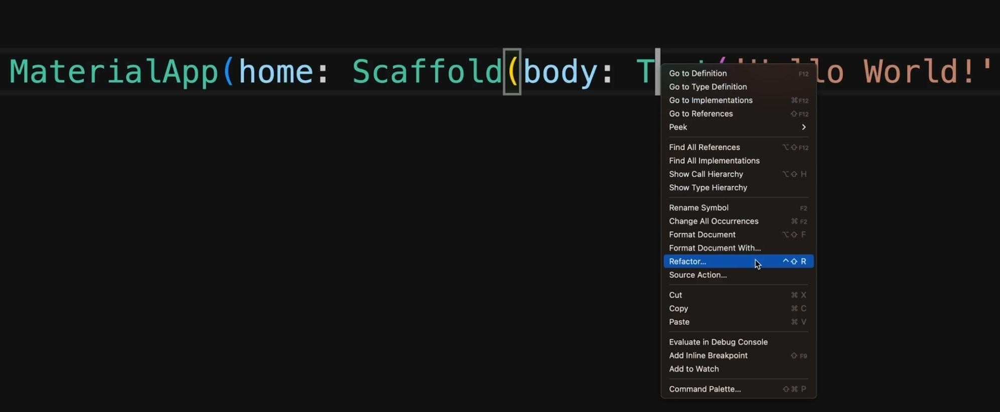 MaterialApp(home: Scaffold(body: T t('H lo World!'
Go to Definition F12
Go to Type Definition
Go to Implementations ⌘F12
Go to References ⇧F12
Peek
Find All References ⌥⇧F12
Find All Implementations
Show Call Hierarchy ⌥⇧ H
Show Type Hierarchy
Rename Symbol F2
Change All Occurrences ⌘ F2
Format Document ⌥⇧ F
Format Document With...
Refactor... ^⇧ R
Source Action...
Cut ⌘ X
Copy ⌘ C
Paste ⌘ V
Evaluate in Debug Console
Add Inline Breakpoint ⇧ F9
Add to Watch
Command Palette... ⇧⌘ P